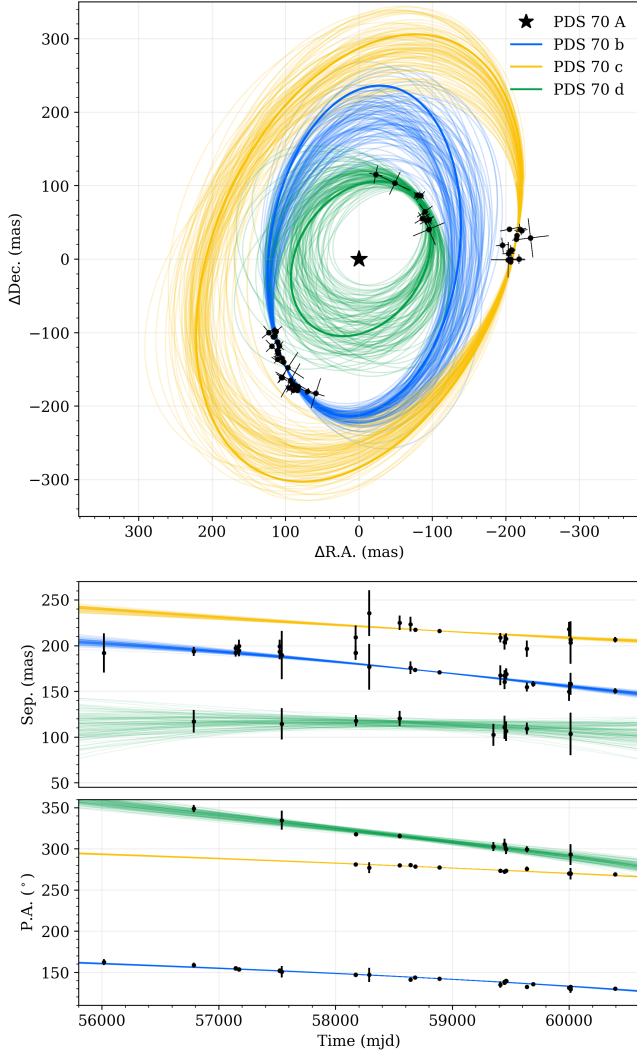 PDS 70 A
PDS 70 b
PDS 70 c
PDS 70 d
300
200
100
0
−100
−200
−300
ΔDec. (mas)
300 200 100 0 −100 −200 −300
ΔR.A. (mas)
250
200
150
100
50
Sep. (mas)
350
300
250
200
150
P.A. (°)
56000 57000 58000 59000 60000
Time (mjd)